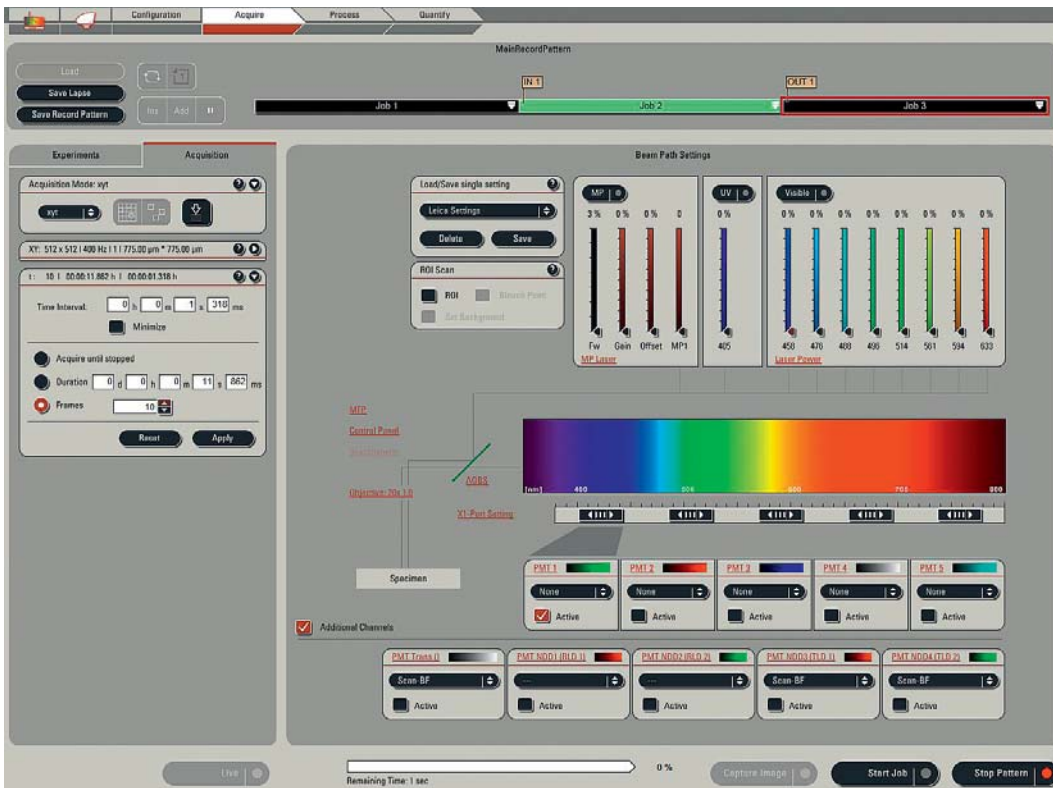 Configuration
Acquire
Process
Quantify
MainRecordPattern
Load
Save Lapse
Save Record Pattern
Ins
Add
IN 1
OUT 1
Job 1
Job 2
Job 3
Experiments
Acquisition
Acquisition Mode: xyt
xyt
XY: 512 x 512 | 400 Hz | 1 | 775.00 µm * 775.00 µm
t: 10 | 00:00:11.862 h | 00:00:01.318 h
Time Interval: 0 h 0 m 1 s 318 ms
Minimize
Acquire until stopped
Duration 0 d 0 h 0 m 11 s 862 ms
Frames 10
Reset
Apply
Beam Path Settings
Load/Save single setting
Leica Settings
Delete
Save
ROI Scan
ROI
Set Background
MP
UV
Visible
3 % 0 % 0 % 0
0 %
0 % 0 % 0 % 0 % 0 % 0 % 0 % 0 %
Fw Gain Offset MP1
405
458 476 488 496 514 561 594 633
MP Laser
Laser Power
MFP
Control Panel
AOBS
Objective: 20x 1.0
X1-Port Setting
[nm] 400 500 600 700 800
Specimen
PMT 1
PMT 2
PMT 3
PMT 4
PMT 5
None
None
None
None
None
Active
Active
Active
Active
Active
Additional Channels
PMT Trans ()
PMT NDD1 (RLD 1)
PMT NDD2 (RLD 2)
PMT NDD3 (TLD 1)
PMT NDD4 (TLD 2)
Scan-BF
---
---
Scan-BF
Scan-BF
Active
Active
Active
Active
Active
Live
Remaining Time: 1 sec
0 %
Capture Image
Start Job
Stop Pattern